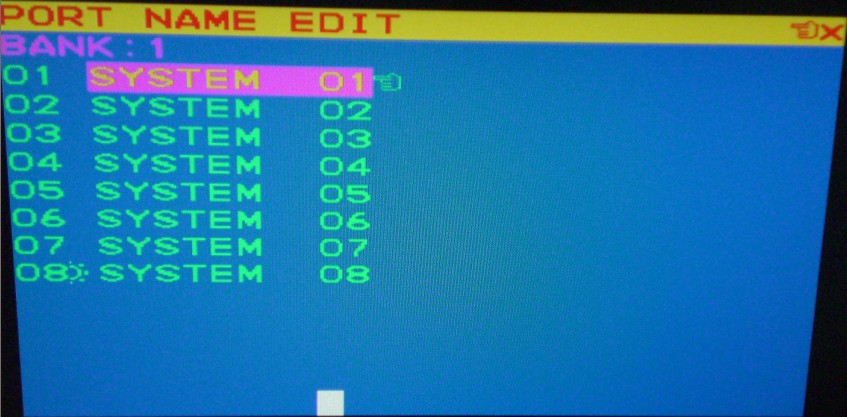 PORT NAME EDIT X
BANK : 1
01 SYSTEM 01
02 SYSTEM 02
03 SYSTEM 03
04 SYSTEM 04
05 SYSTEM 05
06 SYSTEM 06
07 SYSTEM 07
08 SYSTEM 08